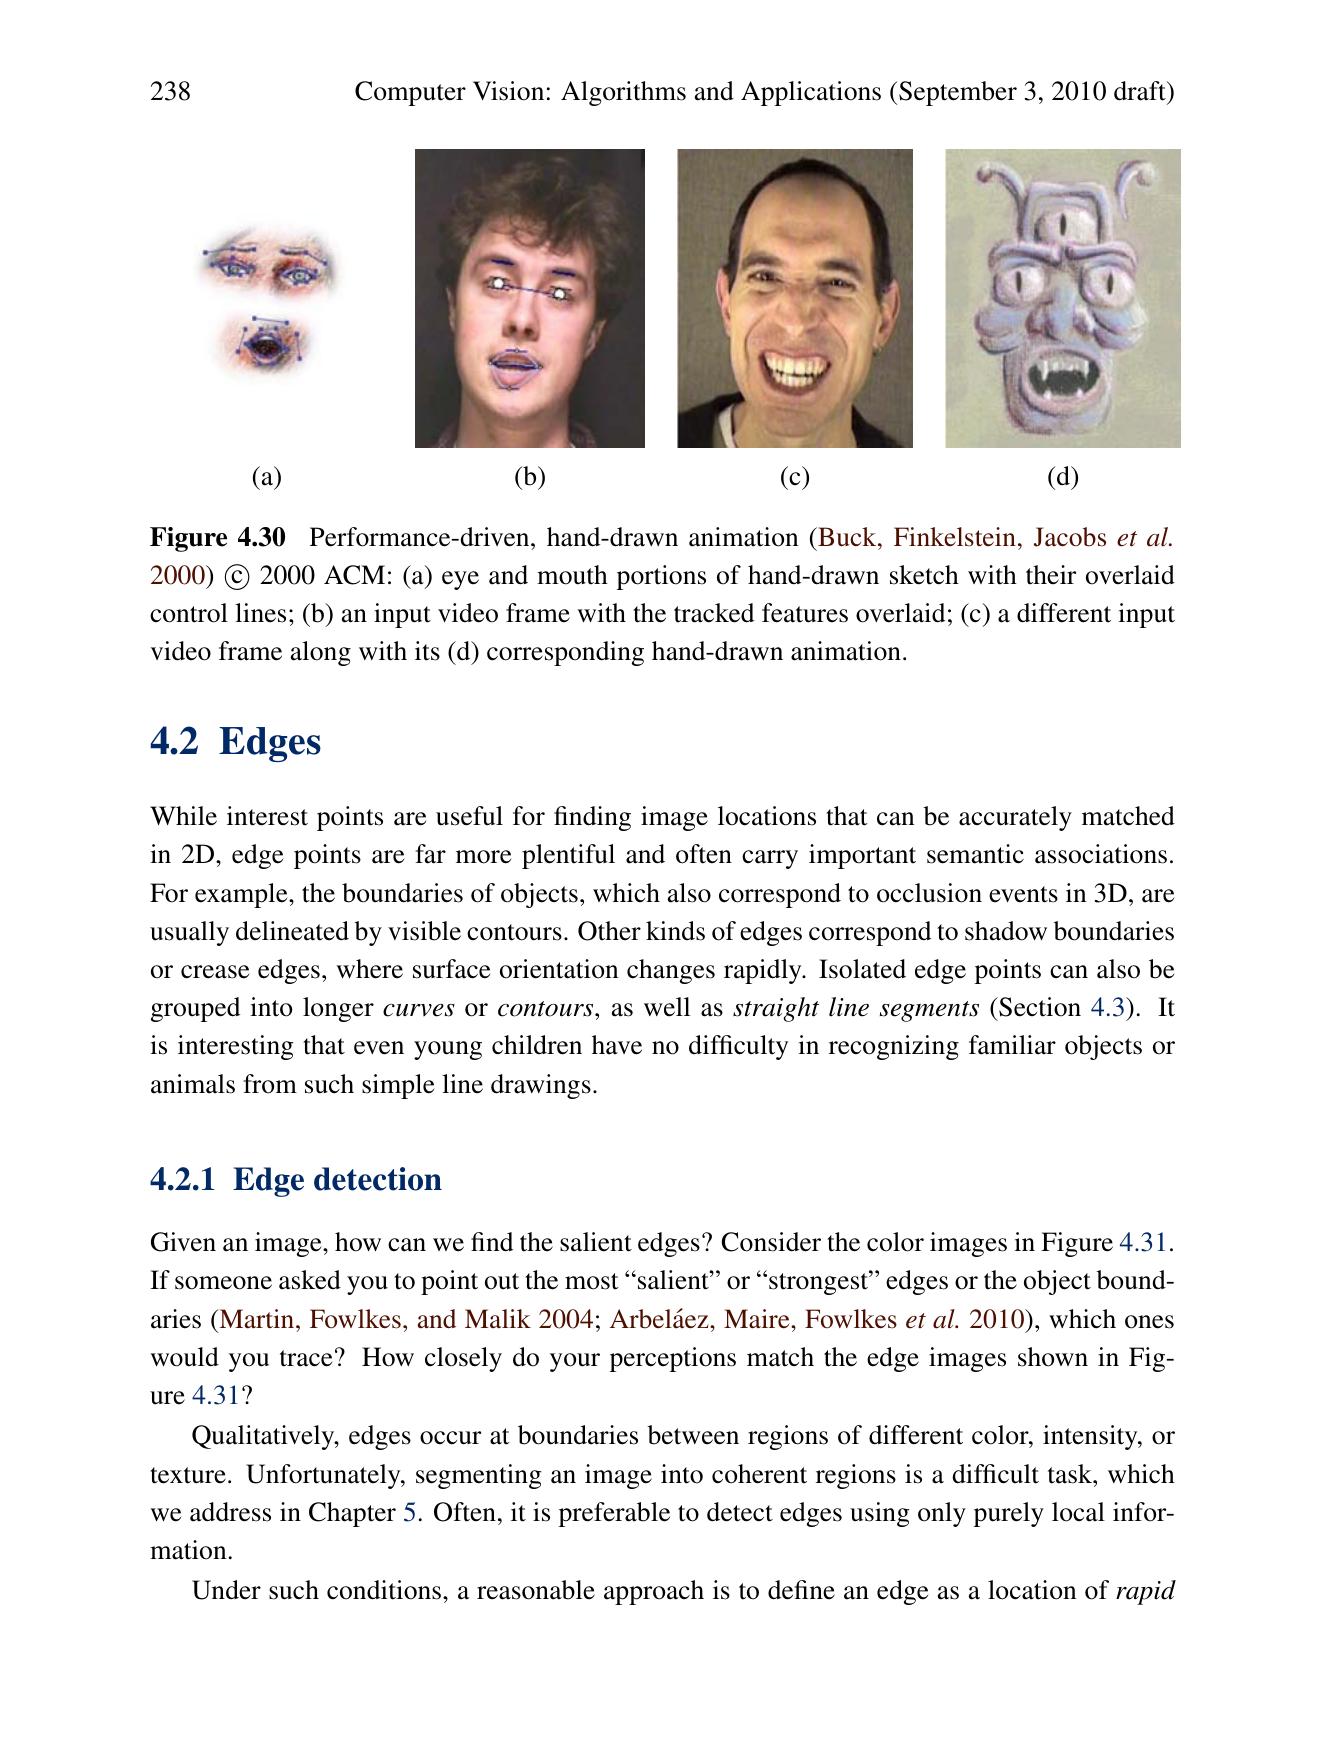 238
Computer Vision: Algorithms and Applications (September 3, 2010 draft)
(a)
(b)
(c)
(d)
Figure 4.30 Performance-driven, hand-drawn animation (Buck, Finkelstein, Jacobs et al.
2000) © 2000 ACM: (a) eye and mouth portions of hand-drawn sketch with their overlaid
control lines; (b) an input video frame with the tracked features overlaid; (c) a different input
video frame along with its (d) corresponding hand-drawn animation.
4.2 Edges
While interest points are useful for finding image locations that can be accurately matched
in 2D, edge points are far more plentiful and often carry important semantic associations.
For example, the boundaries of objects, which also correspond to occlusion events in 3D, are
usually delineated by visible contours. Other kinds of edges correspond to shadow boundaries
or crease edges, where surface orientation changes rapidly. Isolated edge points can also be
grouped into longer curves or contours, as well as straight line segments (Section 4.3). It
is interesting that even young children have no difficulty in recognizing familiar objects or
animals from such simple line drawings.
4.2.1 Edge detection
Given an image, how can we find the salient edges? Consider the color images in Figure 4.31.
If someone asked you to point out the most “salient” or “strongest” edges or the object bound-
aries (Martin, Fowlkes, and Malik 2004; Arbeláez, Maire, Fowlkes et al. 2010), which ones
would you trace? How closely do your perceptions match the edge images shown in Fig-
ure 4.31?
Qualitatively, edges occur at boundaries between regions of different color, intensity, or
texture. Unfortunately, segmenting an image into coherent regions is a difficult task, which
we address in Chapter 5. Often, it is preferable to detect edges using only purely local infor-
mation.
Under such conditions, a reasonable approach is to define an edge as a location of rapid